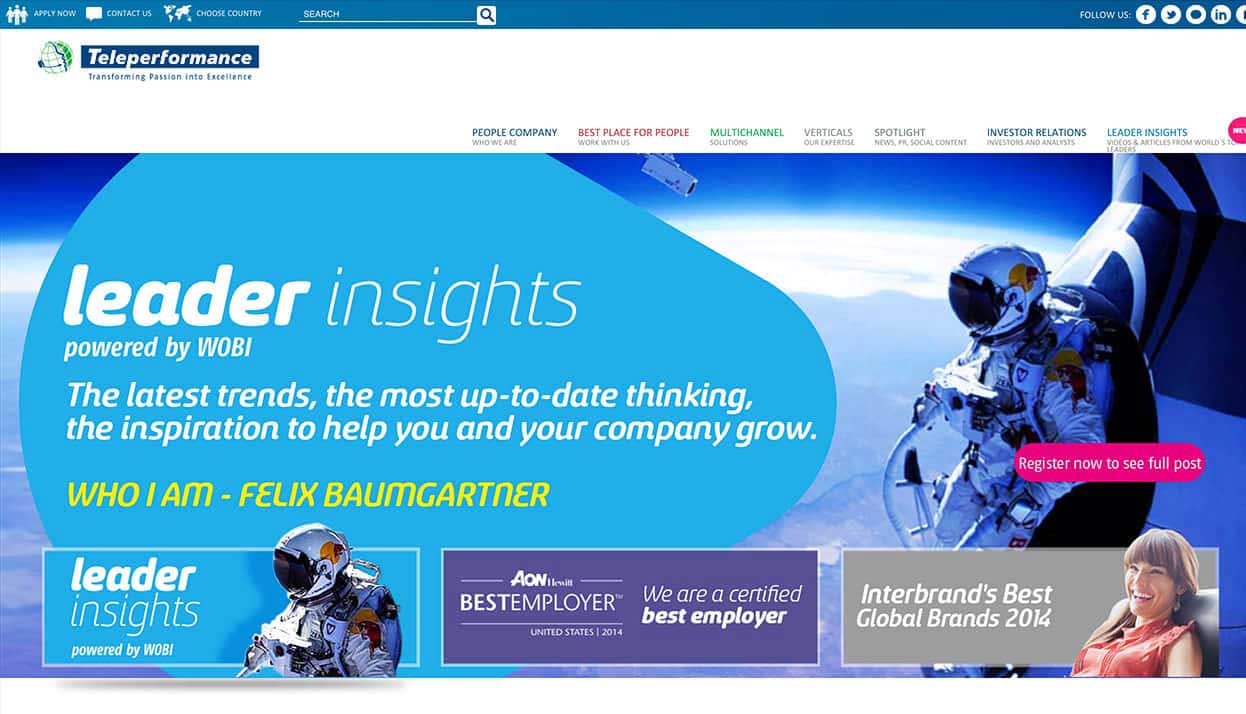 APPLY NOW
CONTACT US
CHOOSE COUNTRY
SEARCH
FOLLOW US:
Teleperformance
Transforming Passion into Excellence
PEOPLE COMPANY
WHO WE ARE
BEST PLACE FOR PEOPLE
WORK WITH US
MULTICHANNEL
SOLUTIONS
VERTICALS
OUR EXPERTISE
SPOTLIGHT
NEWS, PR, SOCIAL CONTENT
INVESTOR RELATIONS
INVESTORS AND ANALYSTS
LEADER INSIGHTS
VIDEOS & ARTICLES FROM WORLD'S TO
LEADERS
leader insights
powered by WOBI
The latest trends, the most up-to-date thinking,
the inspiration to help you and your company grow.
WHO I AM - FELIX BAUMGARTNER
Register now to see full post
leader
insights
powered by WOBI
AON Hewitt
BESTEMPLOYER™
UNITED STATES | 2014
We are a certified
best employer
Interbrand's Best
Global Brands 2014